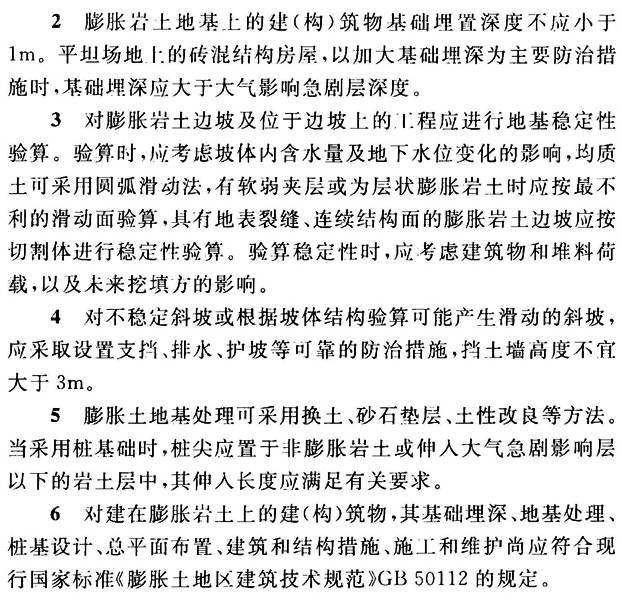 2 膨胀岩土地基上的建(构)筑物基础埋置深度不应小于
1m。平坦场地上的砖混结构房屋,以加大基础埋深为主要防治措
施时,基础埋深应大于大气影响急剧层深度。
3 对膨胀岩土边坡及位于边坡上的工程应进行地基稳定性
验算。验算时,应考虑坡体内含水量及地下水位变化的影响,均质
土可采用圆弧滑动法,有软弱夹层或为层状膨胀岩土时应按最不
利的滑动面验算,具有地表裂缝、连续结构面的膨胀岩土边坡应按
切割体进行稳定性验算。验算稳定性时,应考虑建筑物和堆料荷
载,以及未来挖填方的影响。
4 对不稳定斜坡或根据坡体结构验算可能产生滑动的斜坡,
应采取设置支挡、排水、护坡等可靠的防治措施,挡土墙高度不宜
大于3m。
5 膨胀土地基处理可采用换土、砂石垫层、土性改良等方法。
当采用桩基础时,桩尖应置于非膨胀岩土或伸入大气急剧影响层
以下的岩土层中,其伸入长度应满足有关要求。
6 对建在膨胀岩土上的建(构)筑物,其基础埋深、地基处理、
桩基设计、总平面布置、建筑和结构措施、施工和维护尚应符合现
行国家标准《膨胀土地区建筑技术规范》GB 50112的规定。